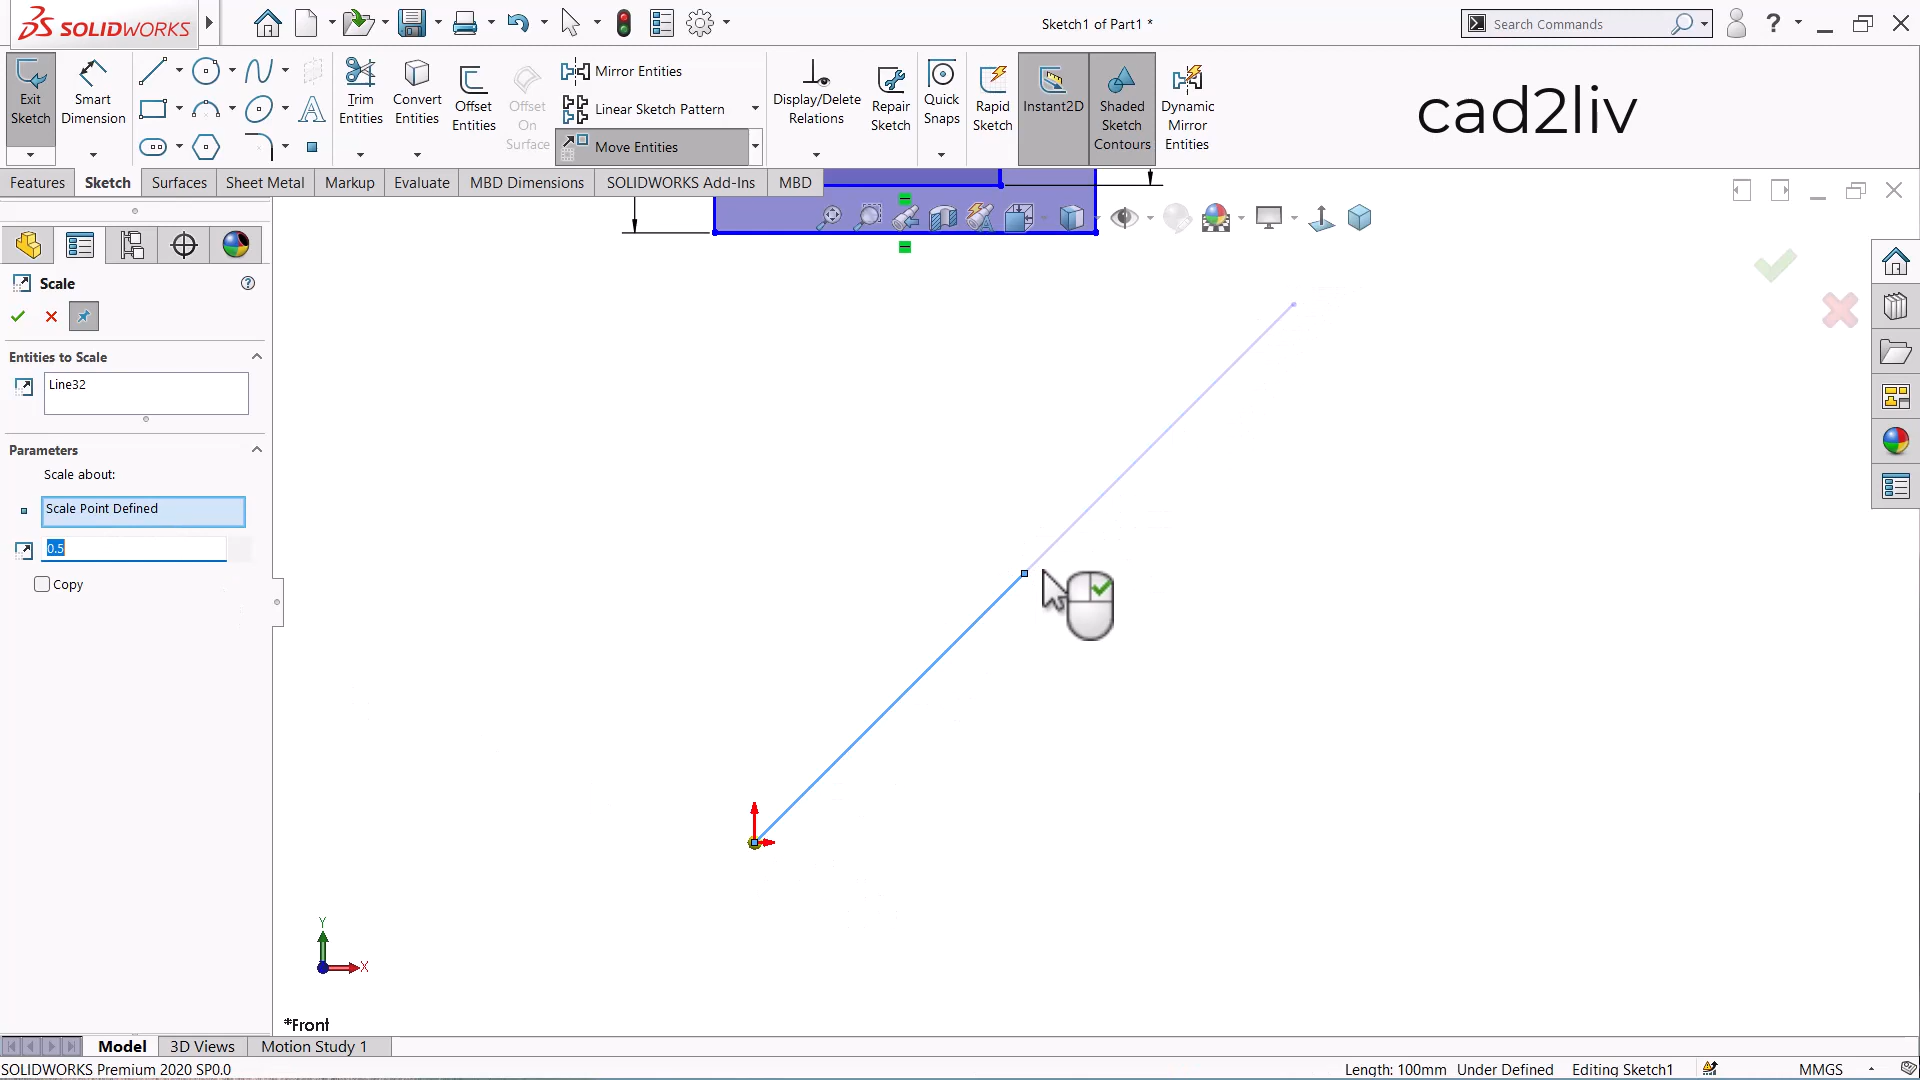 SOLIDWORKS
Sketch1 of Part1 *
Search Commands
?
Exit Sketch
Smart Dimension
Trim Entities
Convert Entities
Offset Entities
Offset On Surface
Mirror Entities
Linear Sketch Pattern
Move Entities
Display/Delete Relations
Repair Sketch
Quick Snaps
Rapid Sketch
Instant2D
Shaded Sketch Contours
Dynamic Mirror Entities
cad2liv
Features
Sketch
Surfaces
Sheet Metal
Markup
Evaluate
MBD Dimensions
SOLIDWORKS Add-Ins
MBD
Scale
?
Entities to Scale
Line32
Parameters
Scale about:
Scale Point Defined
0.5
Copy
Y
X
*Front
Model
3D Views
Motion Study 1
SOLIDWORKS Premium 2020 SP0.0
Length: 100mm
Under Defined
Editing Sketch1
MMGS